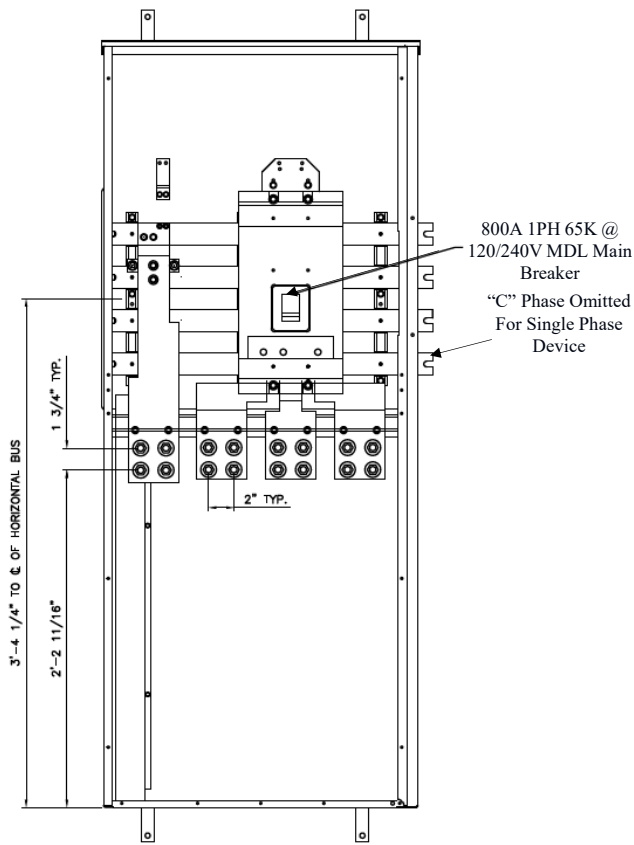 800A 1PH 65K @
120/240V MDL Main
Breaker
“C” Phase Omitted
For Single Phase
Device
1 3/4" TYP.
2" TYP.
3'-4 1/4" TO ℄ OF HORIZONTAL BUS
2'-2 11/16"